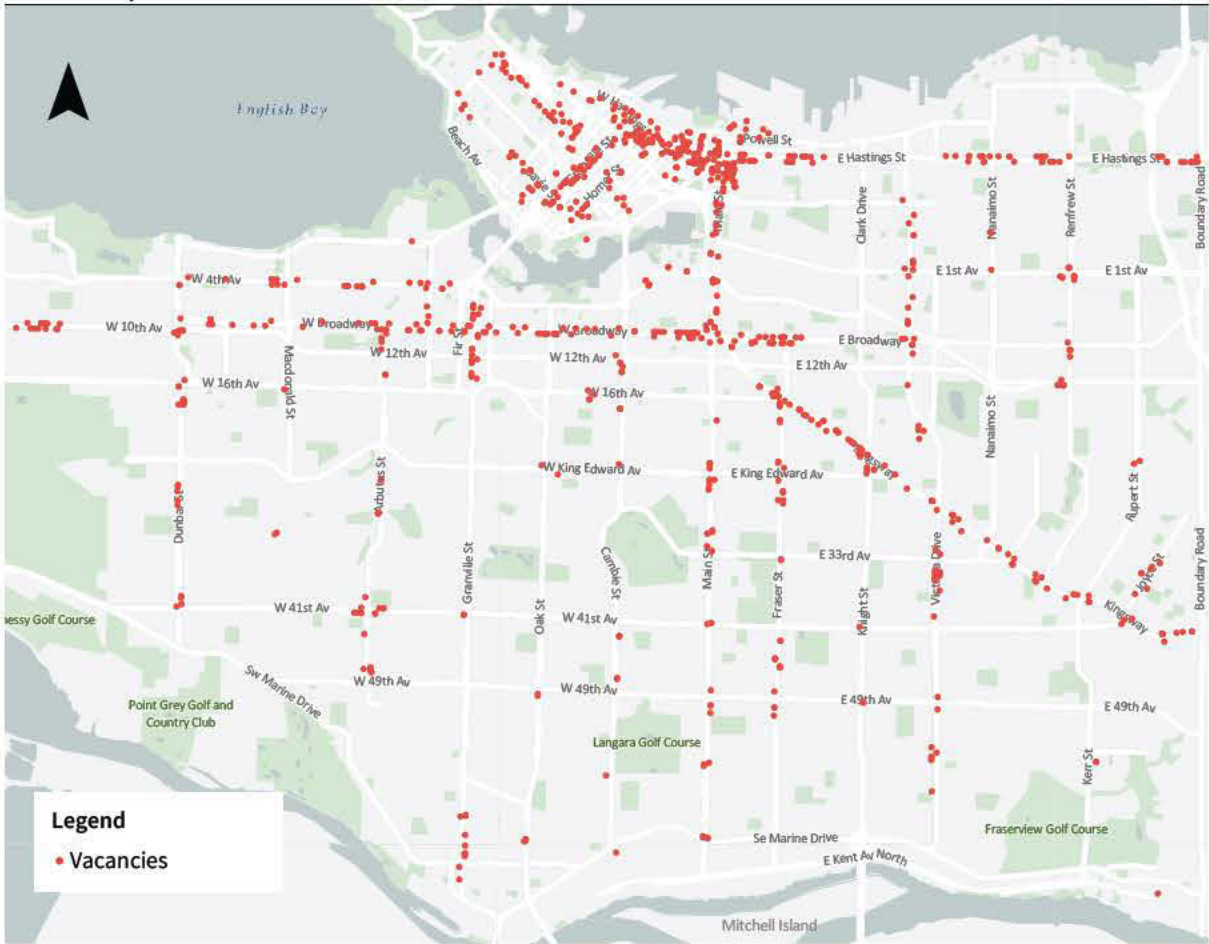 English Bay
W Hastings
Powell St
Beach Av
E Hastings St
E Hastings St
Davie St
Homer St
Main St
Clark Drive
Nanaimo St
Renfrew St
Boundary Road
W 4th Av
E 1st Av
E 1st Av
W 10th Av
W Broadway
W Broadway
E Broadway
Fir St
W 12th Av
W 12th Av
E 12th Av
Macdonald St
W 16th Av
W 16th Av
Nanaimo St
W King Edward Av
E King Edward Av
Kingsway
Dunbar St
Arbutus St
Rupert St
Granville St
Cambie St
Main St
E 33rd Av
Fraser St
Knight St
Victoria Drive
Joyce St
Boundary Road
W 41st Av
Oak St
W 41st Av
Kingsway
nessy Golf Course
Sw Marine Drive
W 49th Av
W 49th Av
E 49th Av
E 49th Av
Point Grey Golf and
Country Club
Langara Golf Course
Kerr St
Legend
Vacancies
Se Marine Drive
Fraserview Golf Course
E Kent Av North
Mitchell Island